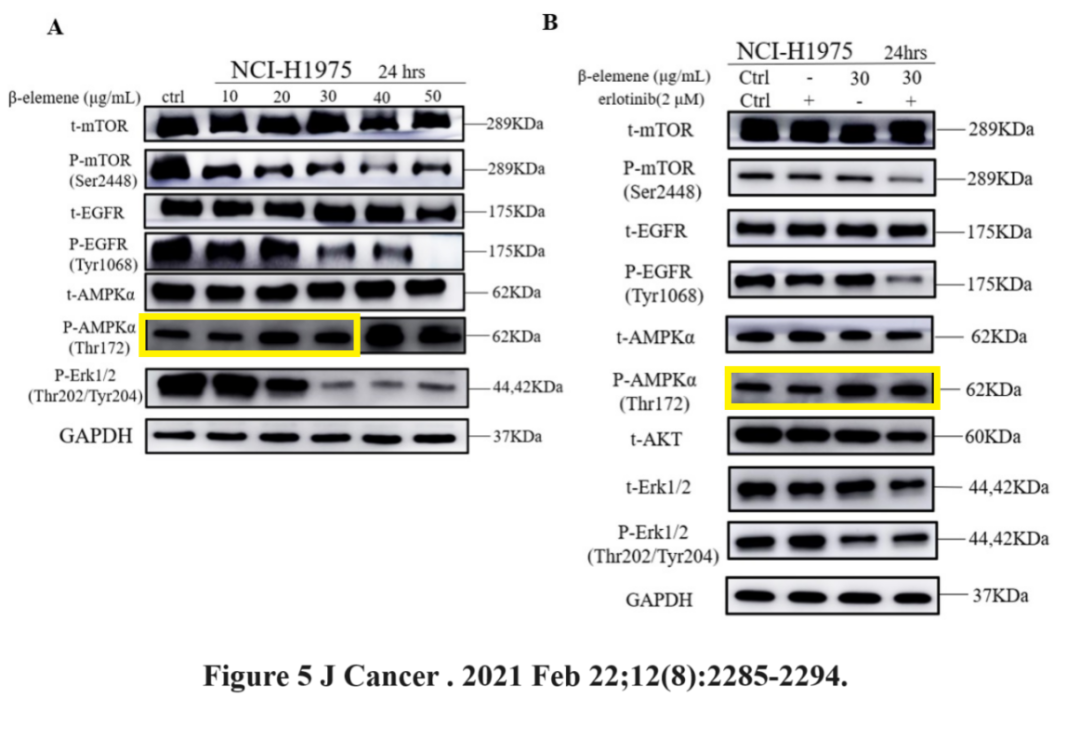 A
NCI-H1975 24 hrs
β-elemene (μg/mL) ctrl 10 20 30 40 50
t-mTOR 289KDa
P-mTOR
(Ser2448) 289KDa
t-EGFR 175KDa
P-EGFR
(Tyr1068) 175KDa
t-AMPKα 62KDa
P-AMPKα
(Thr172) 62KDa
P-Erk1/2
(Thr202/Tyr204) 44,42KDa
GAPDH 37KDa
B
NCI-H1975 24hrs
β-elemene (μg/mL) Ctrl - 30 30
erlotinib(2 μM) Ctrl + - +
t-mTOR 289KDa
P-mTOR
(Ser2448) 289KDa
t-EGFR 175KDa
P-EGFR
(Tyr1068) 175KDa
t-AMPKα 62KDa
P-AMPKα
(Thr172) 62KDa
t-AKT 60KDa
t-Erk1/2 44,42KDa
P-Erk1/2
(Thr202/Tyr204) 44,42KDa
GAPDH 37KDa
Figure 5 J Cancer . 2021 Feb 22;12(8):2285-2294.